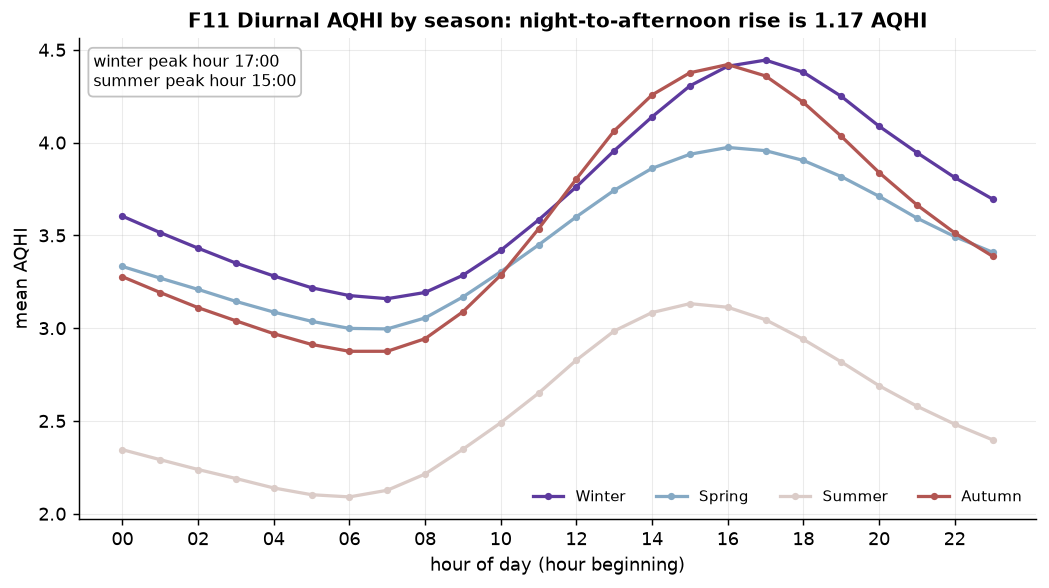 F11 Diurnal AQHI by season: night-to-afternoon rise is 1.17 AQHI
winter peak hour 17:00
summer peak hour 15:00
mean AQHI
4.5
4.0
3.5
3.0
2.5
2.0
Winter Spring Summer Autumn
00 02 04 06 08 10 12 14 16 18 20 22
hour of day (hour beginning)